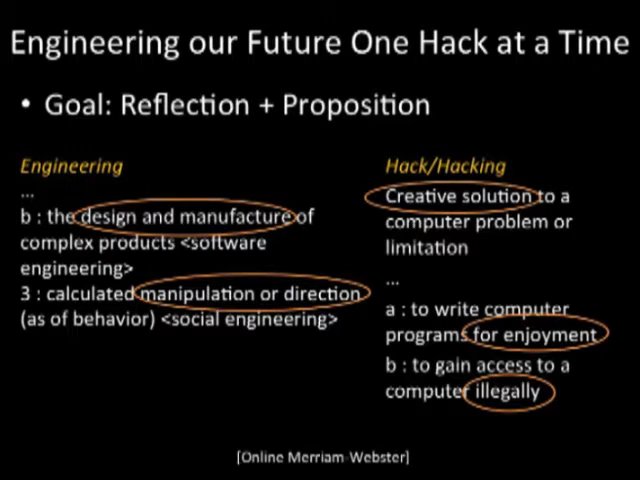 Engineering our Future One Hack at a Time
• Goal: Reflection + Proposition
Engineering
...
b : the design and manufacture of
complex products <software
engineering>
3 : calculated manipulation or direction
(as of behavior) <social engineering>
Hack/Hacking
Creative solution to a
computer problem or
limitation
...
a : to write computer
programs for enjoyment
b : to gain access to a
computer illegally
[Online Merriam-Webster]